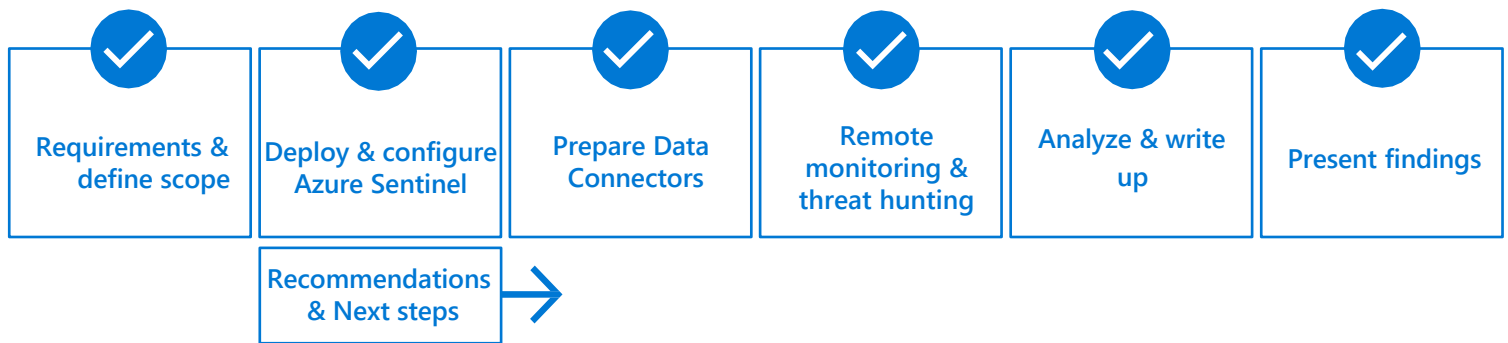 Requirements &
define scope
Deploy & configure
Azure Sentinel
Prepare Data
Connectors
Remote
monitoring &
threat hunting
Analyze & write
up
Present findings
Recommendations
& Next steps